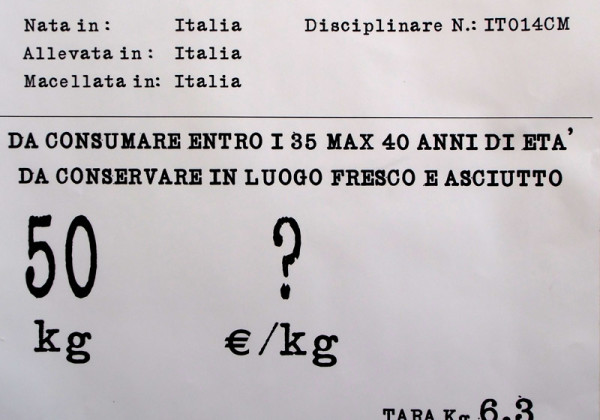 Nata in: Italia Disciplinare N.: IT014CM
Allevata in: Italia
Macellata in: Italia
DA CONSUMARE ENTRO I 35 MAX 40 ANNI DI ETA'
DA CONSERVARE IN LUOGO FRESCO E ASCIUTTO
50 ?
kg €/kg
TARA Kg 6.3